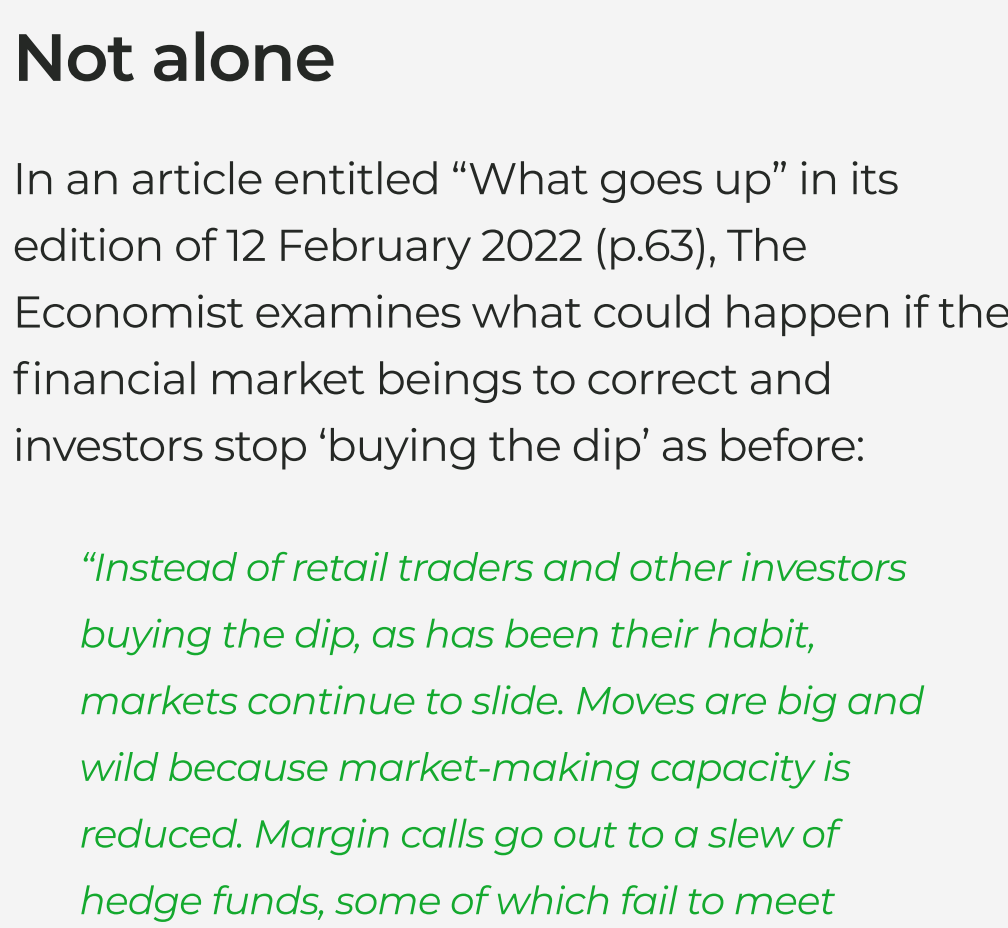 Not alone
In an article entitled “What goes up” in its
edition of 12 February 2022 (p.63), The
Economist examines what could happen if the
financial market beings to correct and
investors stop ‘buying the dip’ as before:
“Instead of retail traders and other investors
buying the dip, as has been their habit,
markets continue to slide. Moves are big and
wild because market-making capacity is
reduced. Margin calls go out to a slew of
hedge funds, some of which fail to meet